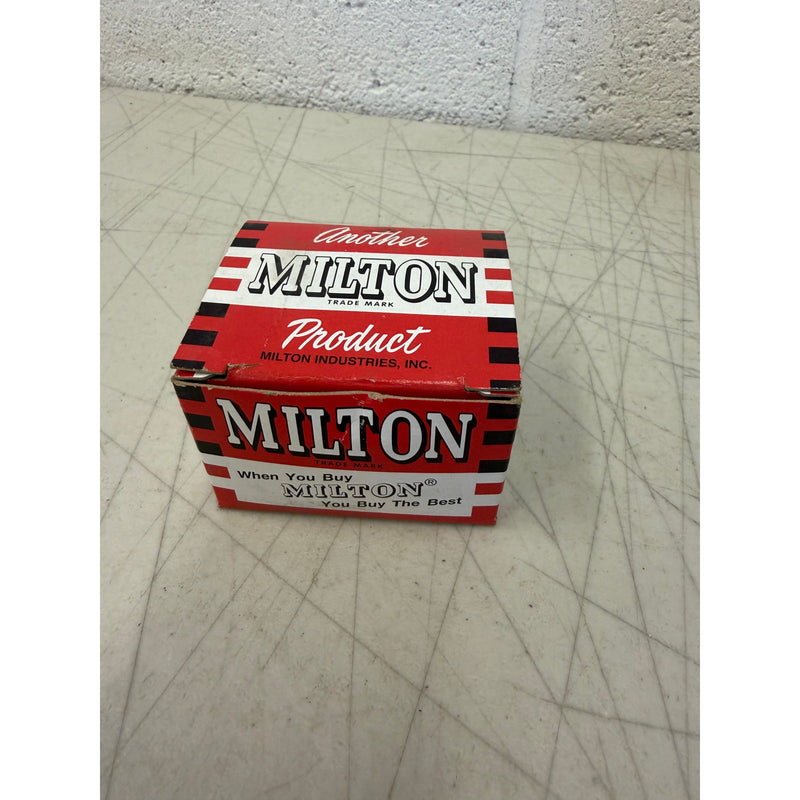 Another
MILTON
TRADE MARK
Product
MILTON INDUSTRIES, INC.
MILTON
TRADE MARK
When You Buy
MILTON®
You Buy The Best